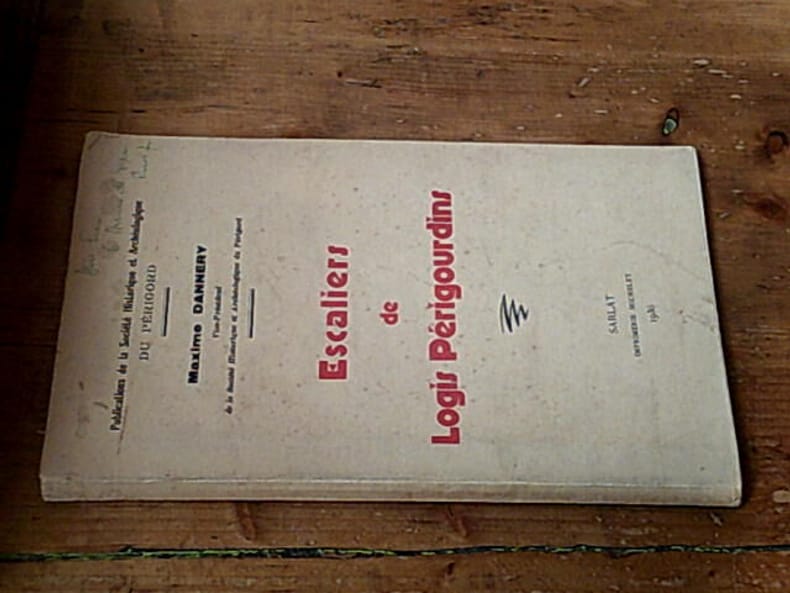 Publications de la Société Historique et Archéologique
DU PÉRIGORD
Maxime DANNERY
Vice-Président
de la Société Historique et Archéologique du Périgord
Escaliers
de
Logis Périgourdins
SARLAT
IMPRIMERIE MICHELET